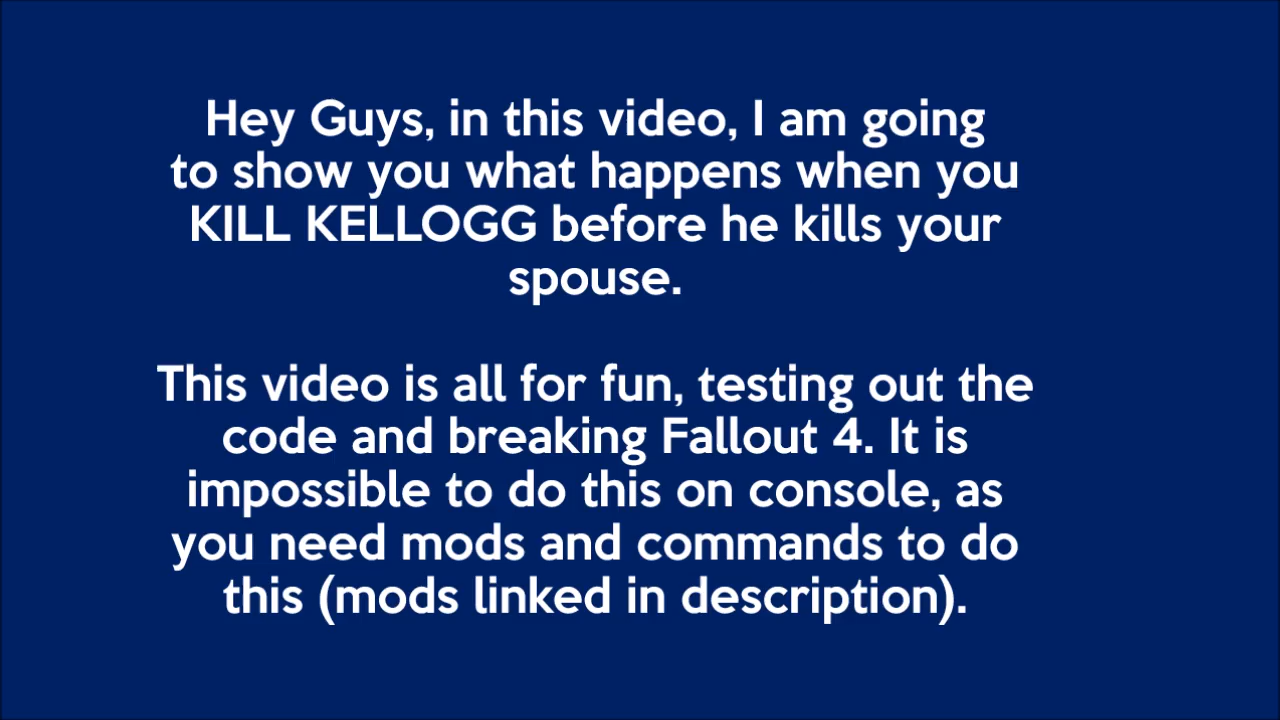 Hey Guys, in this video, I am going
to show you what happens when you
KILL KELLOGG before he kills your
spouse.
This video is all for fun, testing out the
code and breaking Fallout 4. It is
impossible to do this on console, as
you need mods and commands to do
this (mods linked in description).